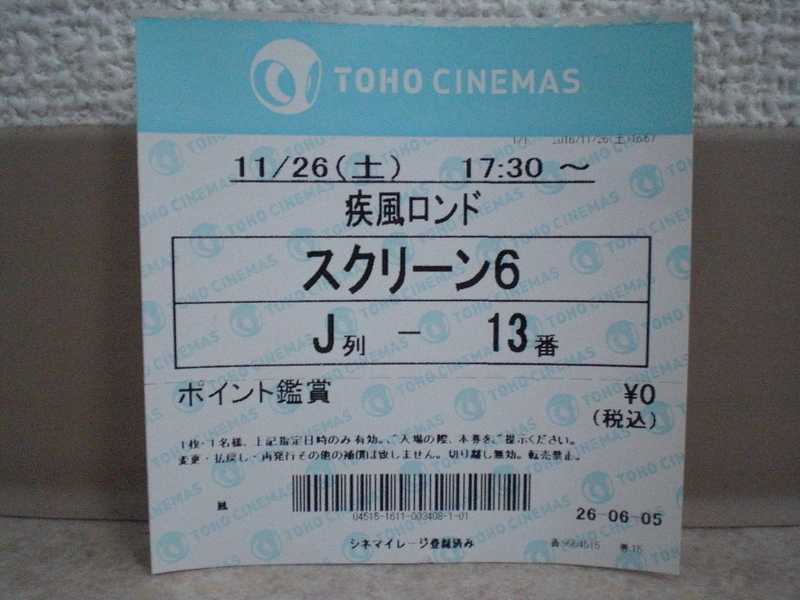 TOHO CINEMAS
1/1 2016/11/26(土)1667
11/26(土) 17:30 ～
疾風ロンド
スクリーン6
J列 － 13番
ポイント鑑賞 ¥0
(税込)
1枚・1名様、上記指定日時のみ有効。ご入場の際、本券をご提示ください。
変更・払戻し・再発行その他の補償は致しません。切り離し無効。転売禁止。
04515-1611-003408-1-01
26 06 05
シネマイレージ登録済み